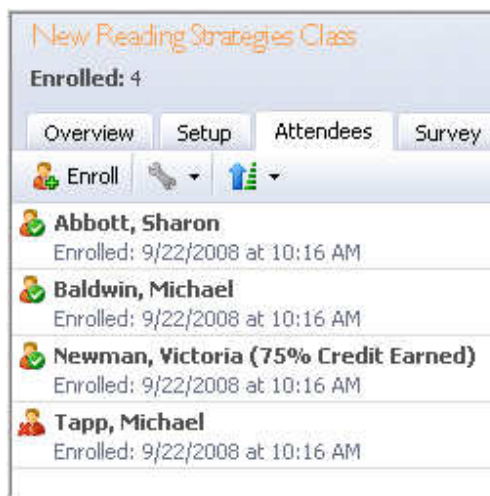 New Reading Strategies Class
Enrolled: 4
Overview Setup Attendees Survey
Enroll
Abbott, Sharon
Enrolled: 9/22/2008 at 10:16 AM
Baldwin, Michael
Enrolled: 9/22/2008 at 10:16 AM
Newman, Victoria (75% Credit Earned)
Enrolled: 9/22/2008 at 10:16 AM
Tapp, Michael
Enrolled: 9/22/2008 at 10:16 AM